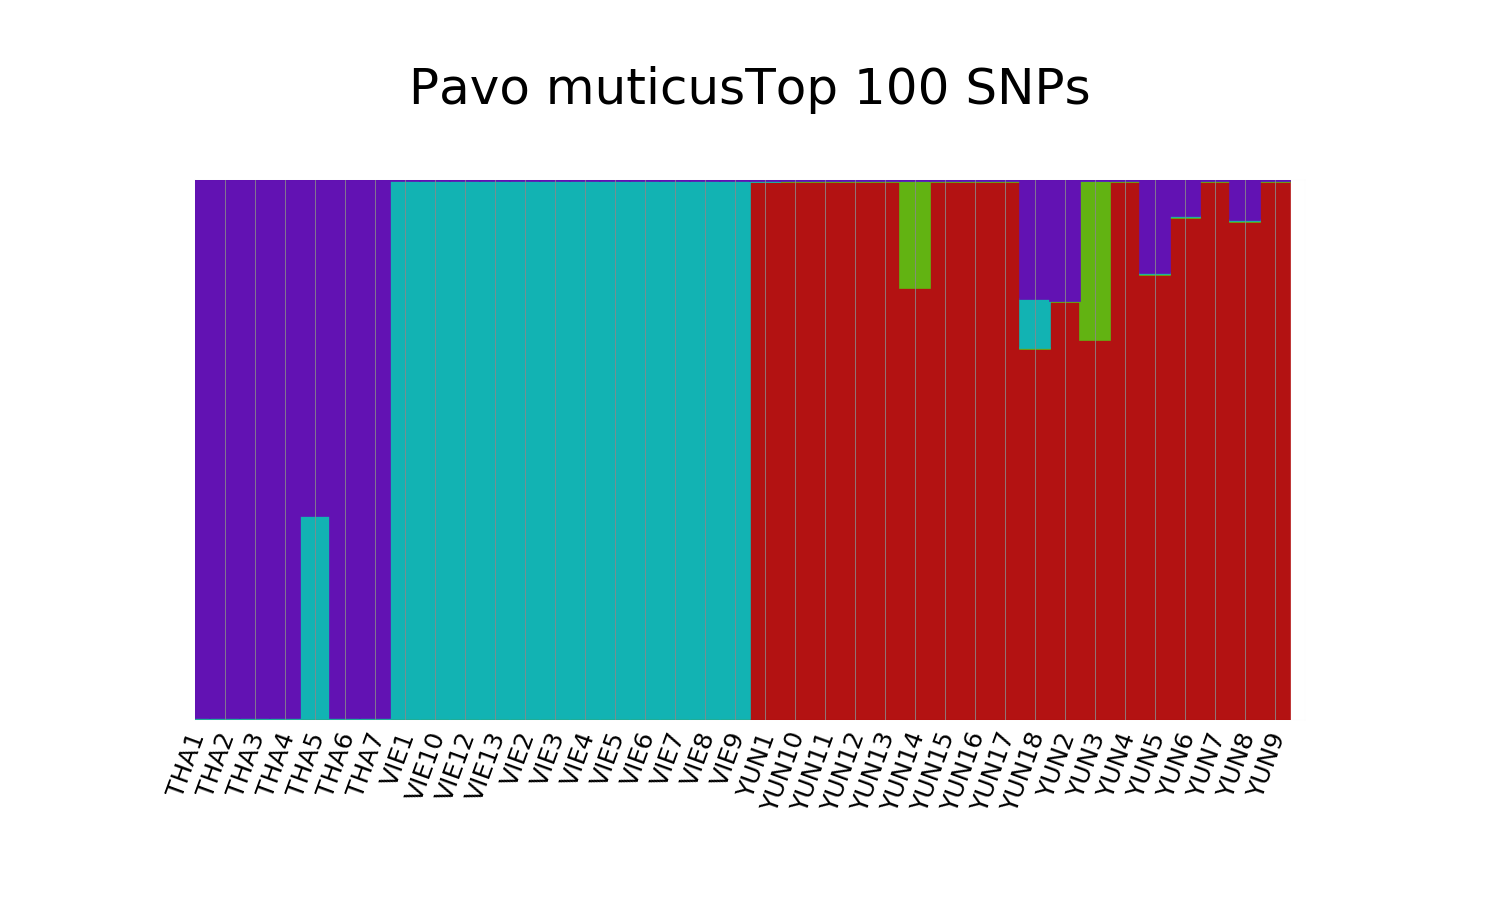 Pavo muticusTop 100 SNPs
THA1
THA2
THA3
THA4
THA5
THA6
THA7
VIE1
VIE10
VIE12
VIE13
VIE2
VIE3
VIE4
VIE5
VIE6
VIE7
VIE8
VIE9
YUN1
YUN10
YUN11
YUN12
YUN13
YUN14
YUN15
YUN16
YUN17
YUN18
YUN2
YUN3
YUN4
YUN5
YUN6
YUN7
YUN8
YUN9